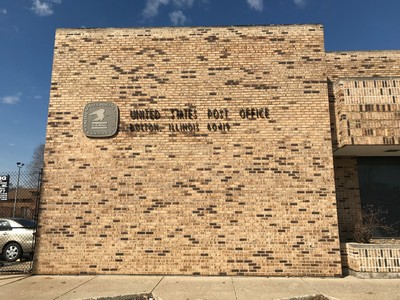 UNITED STATES POST OFFICE
DOLTON, ILLINOIS 60419